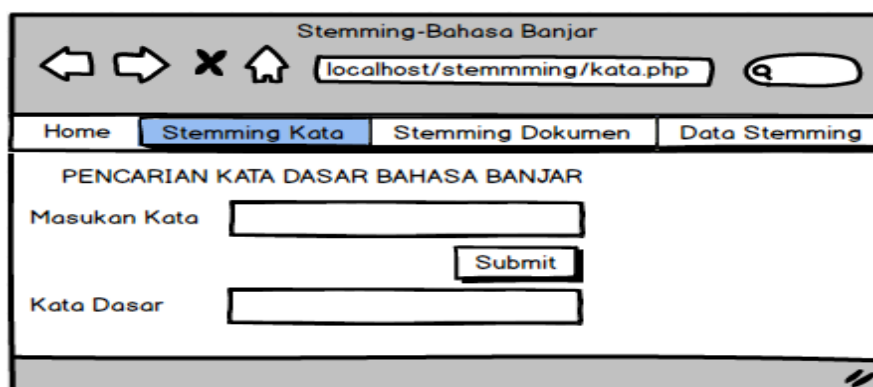 Stemming-Bahasa Banjar
localhost/stemmming/kata.php
Home Stemming Kata Stemming Dokumen Data Stemming
PENCARIAN KATA DASAR BAHASA BANJAR
Masukan Kata
Submit
Kata Dasar